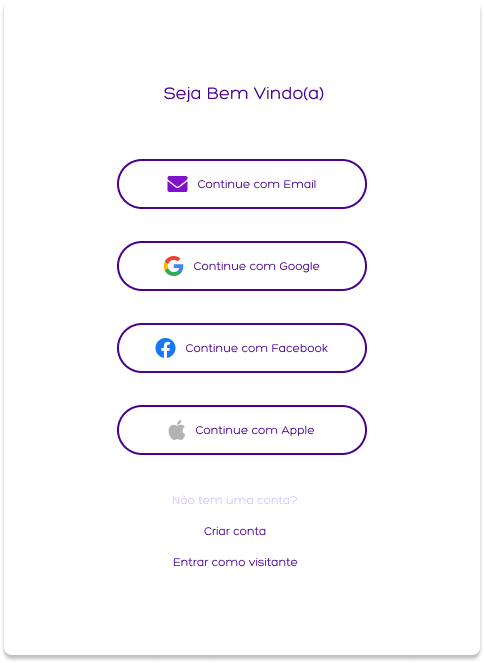 Seja Bem Vindo(a)
Continue com Email
Continue com Google
Continue com Facebook
Continue com Apple
Não tem uma conta?
Criar conta
Entrar como visitante